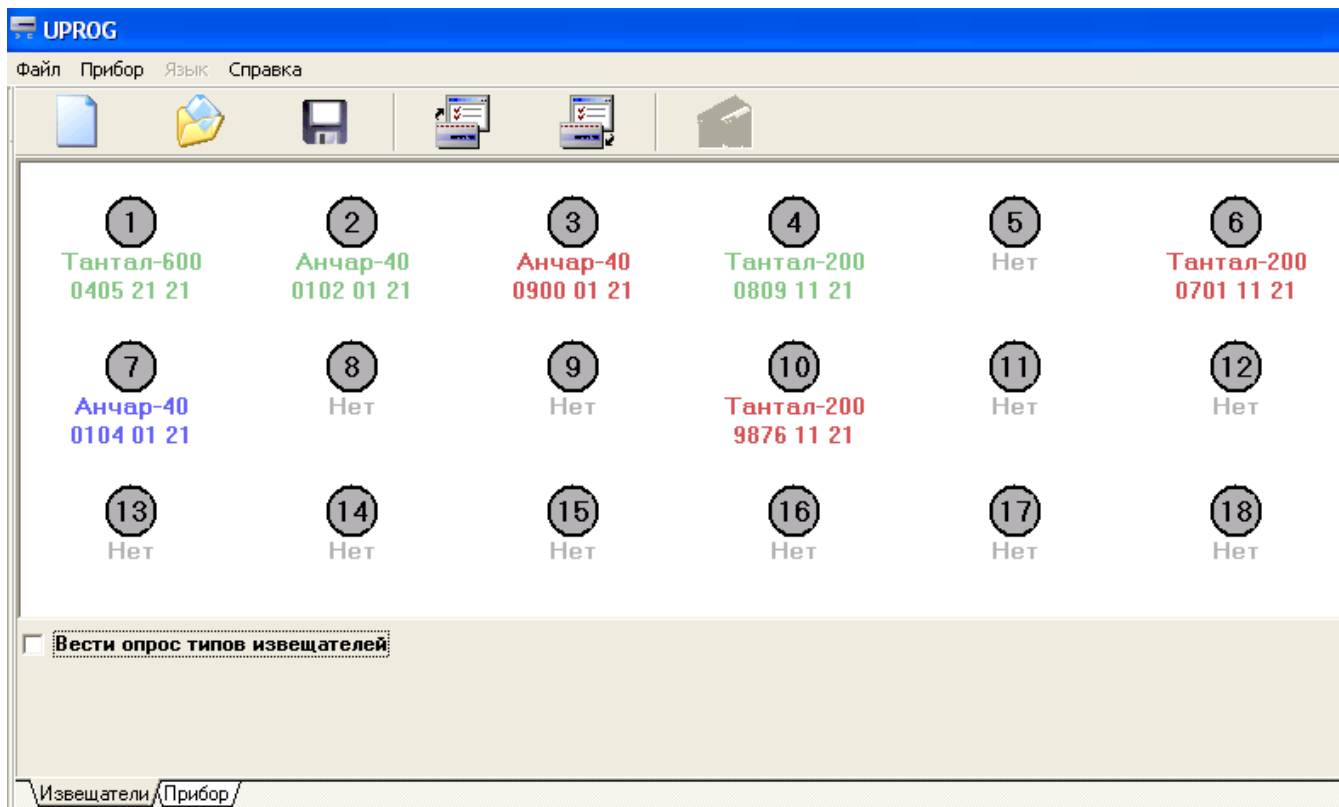 UPROG
Файл Прибор Язык Справка
1 2 3 4 5 6
Тантал-600 Анчар-40 Анчар-40 Тантал-200 Нет Тантал-200
0405 21 21 0102 01 21 0900 01 21 0809 11 21 0701 11 21
7 8 9 10 11 12
Анчар-40 Нет Нет Тантал-200 Нет Нет
0104 01 21 9876 11 21
13 14 15 16 17 18
Нет Нет Нет Нет Нет Нет
Вести опрос типов извещателей
Извещатели Прибор